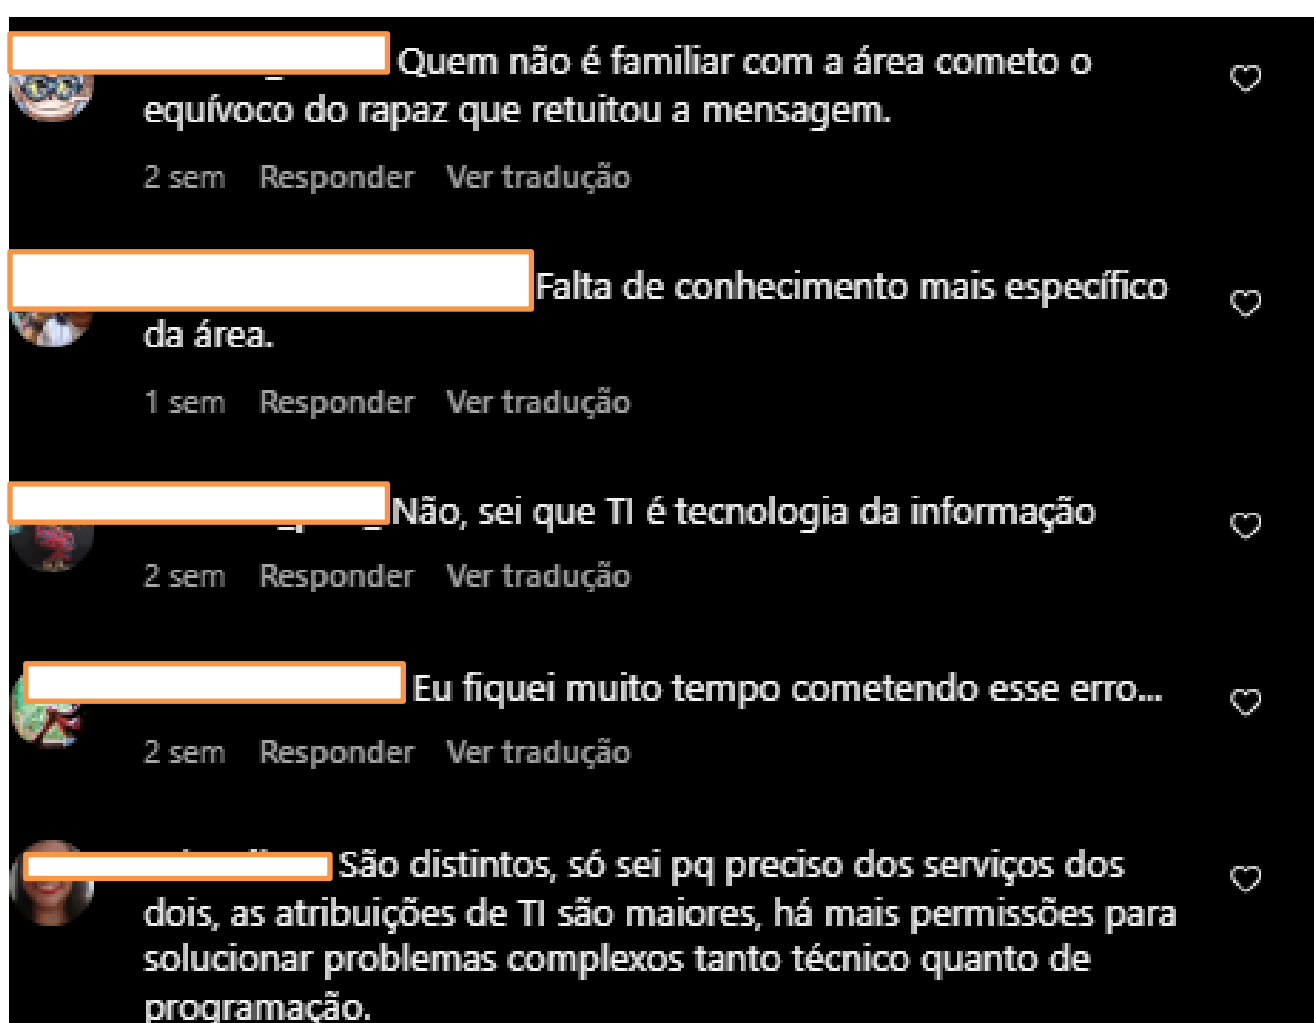 Quem não é familiar com a área cometo o
equívoco do rapaz que retuitou a mensagem.
2 sem Responder Ver tradução
Falta de conhecimento mais específico
da área.
1 sem Responder Ver tradução
Não, sei que TI é tecnologia da informação
2 sem Responder Ver tradução
Eu fiquei muito tempo cometendo esse erro...
2 sem Responder Ver tradução
São distintos, só sei pq preciso dos serviços dos
dois, as atribuições de TI são maiores, há mais permissões para
solucionar problemas complexos tanto técnico quanto de
programação.